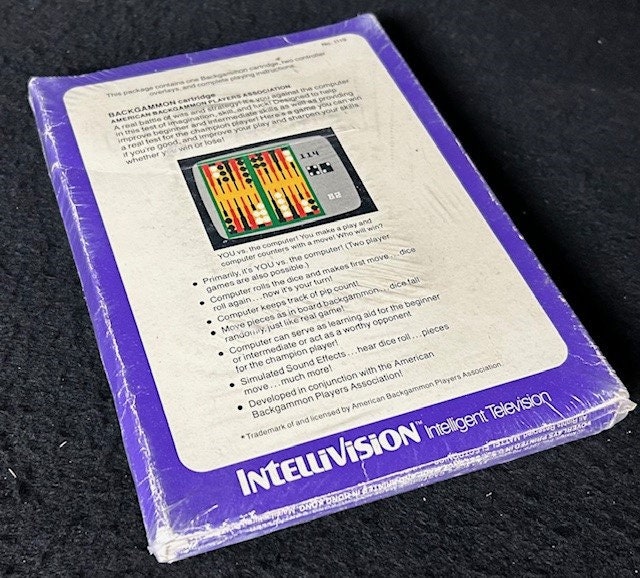 No. 1119
This package contains one Backgammon cartridge, two controller
overlays, and complete playing instructions.
BACKGAMMON cartridge
AMERICAN BACKGAMMON PLAYERS ASSOCIATION
A real battle of wits and strategy! It's you against the computer
in this test of imagination, skill, and luck! Designed to help
improve beginner and intermediate skills as well as providing
a real test for the champion player! Here's a game you can win
if you're good, and improve your play and sharpen your skills
whether you win or lose!
114
82
YOU vs. the computer! You make a play and
computer counters with a move! Who will win?
• Primarily, it's YOU vs. the computer! (Two player
games are also possible.)
• Computer rolls the dice and makes first move... dice
roll again... now it's your turn!
• Computer keeps track of pip count!
• Move pieces as in board backgammon... dice fall
randomly, just like real game!
• Computer can serve as learning aid for the beginner
or intermediate or act as a worthy opponent
for the champion player!
• Simulated Sound Effects... hear dice roll... pieces
move... much more!
• Developed in conjunction with the American
Backgammon Players Association!
*Trademark of and licensed by American Backgammon Players Association
INTELLIVISION™ Intelligent Television